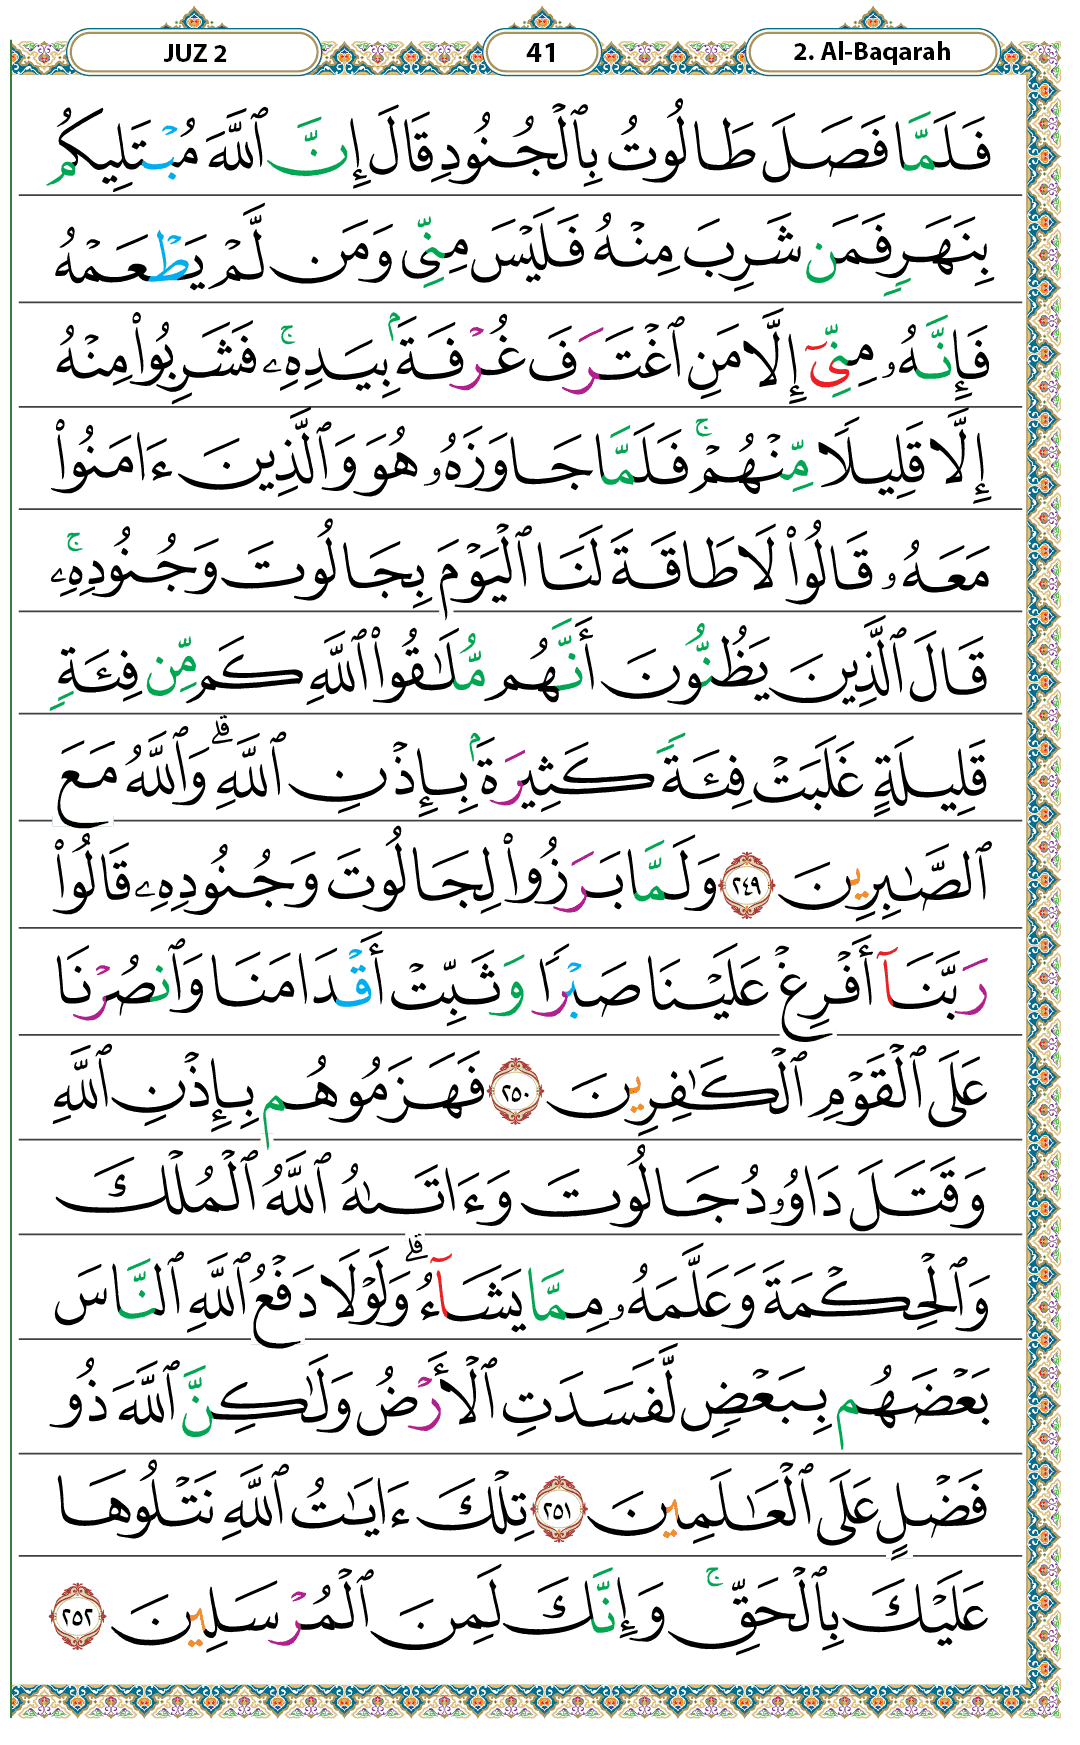 JUZ 2 41 2. Al-Baqarah
فَلَمَّا فَصَلَ طَالُوتُ بِٱلْجُنُودِ قَالَ إِنَّ ٱللَّهَ مُبْتَلِيكُم
بِنَهَرٍ فَمَن شَرِبَ مِنْهُ فَلَيْسَ مِنِّى وَمَن لَّمْ يَطْعَمْهُ
فَإِنَّهُۥ مِنِّىٓ إِلَّا مَنِ ٱغْتَرَفَ غُرْفَةَۢ بِيَدِهِۦۚ فَشَرِبُوا۟ مِنْهُ
إِلَّا قَلِيلًا مِّنْهُمْۚ فَلَمَّا جَاوَزَهُۥ هُوَ وَٱلَّذِينَ ءَامَنُوا۟
مَعَهُۥ قَالُوا۟ لَا طَاقَةَ لَنَا ٱلْيَوْمَ بِجَالُوتَ وَجُنُودِهِۦۚ
قَالَ ٱلَّذِينَ يَظُنُّونَ أَنَّهُم مُّلَٰقُوا۟ ٱللَّهِ كَم مِّن فِئَةٍ
قَلِيلَةٍ غَلَبَتْ فِئَةً كَثِيرَةَۢ بِإِذْنِ ٱللَّهِۗ وَٱللَّهُ مَعَ
ٱلصَّٰبِرِينَ ٢٤٩ وَلَمَّا بَرَزُوا۟ لِجَالُوتَ وَجُنُودِهِۦ قَالُوا۟
رَبَّنَآ أَفْرِغْ عَلَيْنَا صَبْرًا وَثَبِّتْ أَقْدَامَنَا وَٱنصُرْنَا
عَلَى ٱلْقَوْمِ ٱلْكَٰفِرِينَ ٢٥٠ فَهَزَمُوهُم بِإِذْنِ ٱللَّهِ
وَقَتَلَ دَاوُۥدُ جَالُوتَ وَءَاتَىٰهُ ٱللَّهُ ٱلْمُلْكَ
وَٱلْحِكْمَةَ وَعَلَّمَهُۥ مِمَّا يَشَآءُۗ وَلَوْلَا دَفْعُ ٱللَّهِ ٱلنَّاسَ
بَعْضَهُم بِبَعْضٍ لَّفَسَدَتِ ٱلْأَرْضُ وَلَٰكِنَّ ٱللَّهَ ذُو
فَضْلٍ عَلَى ٱلْعَٰلَمِينَ ٢٥١ تِلْكَ ءَايَٰتُ ٱللَّهِ نَتْلُوهَا
عَلَيْكَ بِٱلْحَقِّۚ وَإِنَّكَ لَمِنَ ٱلْمُرْسَلِينَ ٢٥٢